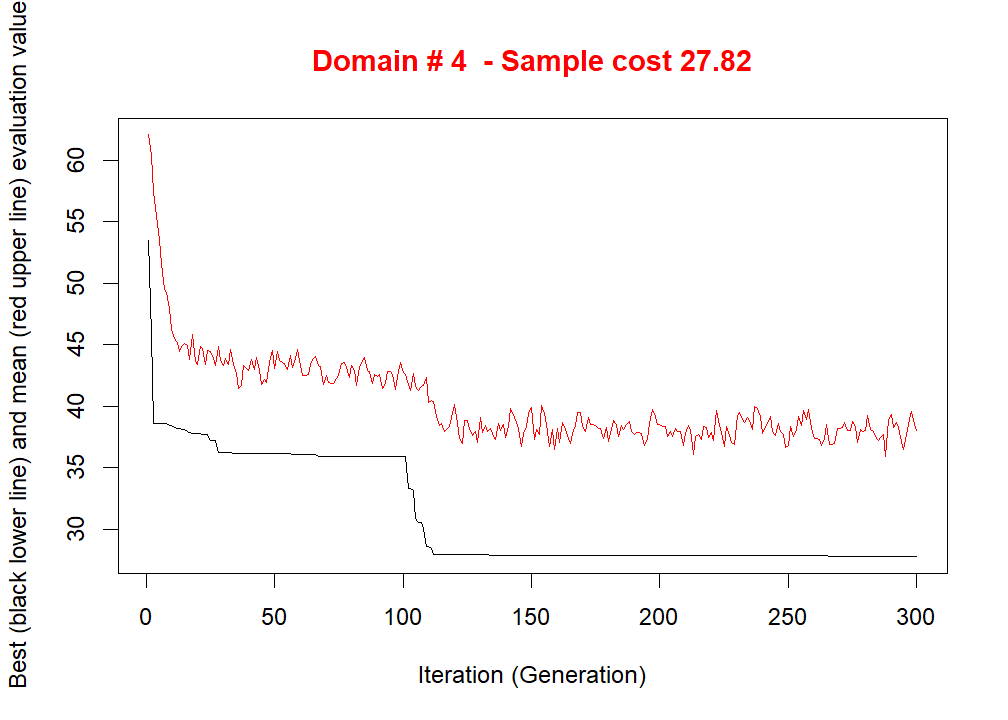 Domain # 4  - Sample cost 27.82
Best (black lower line) and mean (red upper line) evaluation value
60
55
50
45
40
35
30
0 50 100 150 200 250 300
Iteration (Generation)